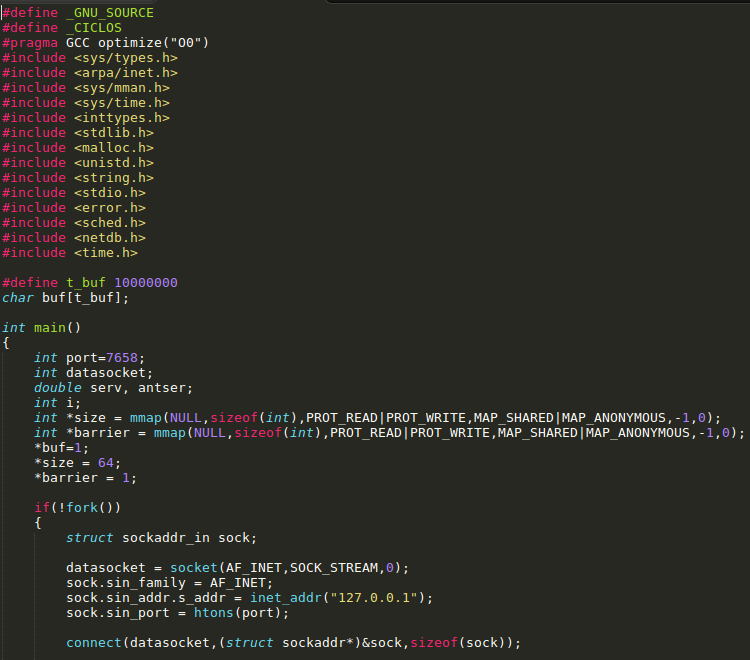 #define _GNU_SOURCE
#define _CICLOS
#pragma GCC optimize("O0")
#include <sys/types.h>
#include <arpa/inet.h>
#include <sys/mman.h>
#include <sys/time.h>
#include <inttypes.h>
#include <stdlib.h>
#include <malloc.h>
#include <unistd.h>
#include <string.h>
#include <stdio.h>
#include <error.h>
#include <sched.h>
#include <netdb.h>
#include <time.h>

#define t_buf 10000000
char buf[t_buf];

int main()
{
    int port=7658;
    int datasocket;
    double serv, antser;
    int i;
    int *size = mmap(NULL,sizeof(int),PROT_READ|PROT_WRITE,MAP_SHARED|MAP_ANONYMOUS,-1,0);
    int *barrier = mmap(NULL,sizeof(int),PROT_READ|PROT_WRITE,MAP_SHARED|MAP_ANONYMOUS,-1,0);
    *buf=1;
    *size = 64;
    *barrier = 1;

    if(!fork())
    {
        struct sockaddr_in sock;

        datasocket = socket(AF_INET,SOCK_STREAM,0);
        sock.sin_family = AF_INET;
        sock.sin_addr.s_addr = inet_addr("127.0.0.1");
        sock.sin_port = htons(port);

        connect(datasocket,(struct sockaddr*)&sock,sizeof(sock));